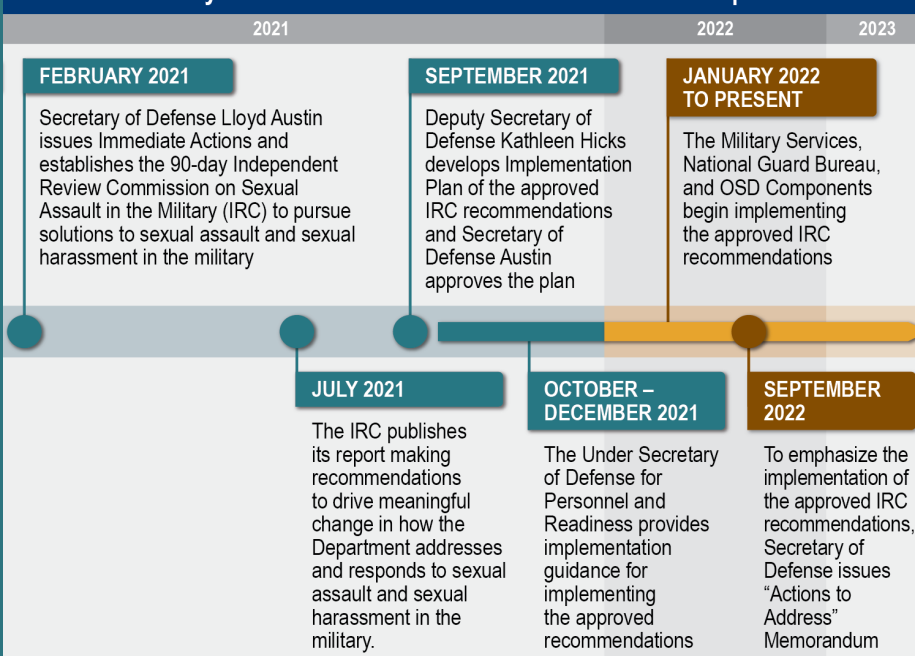 2021
2022
2023
FEBRUARY 2021
Secretary of Defense Lloyd Austin
issues Immediate Actions and
establishes the 90-day Independent
Review Commission on Sexual
Assault in the Military (IRC) to pursue
solutions to sexual assault and sexual
harassment in the military
SEPTEMBER 2021
Deputy Secretary of
Defense Kathleen Hicks
develops Implementation
Plan of the approved
IRC recommendations
and Secretary of
Defense Austin
approves the plan
JANUARY 2022
TO PRESENT
The Military Services,
National Guard Bureau,
and OSD Components
begin implementing
the approved IRC
recommendations
JULY 2021
The IRC publishes
its report making
recommendations
to drive meaningful
change in how the
Department addresses
and responds to sexual
assault and sexual
harassment in the
military.
OCTOBER –
DECEMBER 2021
The Under Secretary
of Defense for
Personnel and
Readiness provides
implementation
guidance for
implementing
the approved
recommendations
SEPTEMBER
2022
To emphasize the
implementation of
the approved IRC
recommendations,
Secretary of
Defense issues
“Actions to
Address”
Memorandum